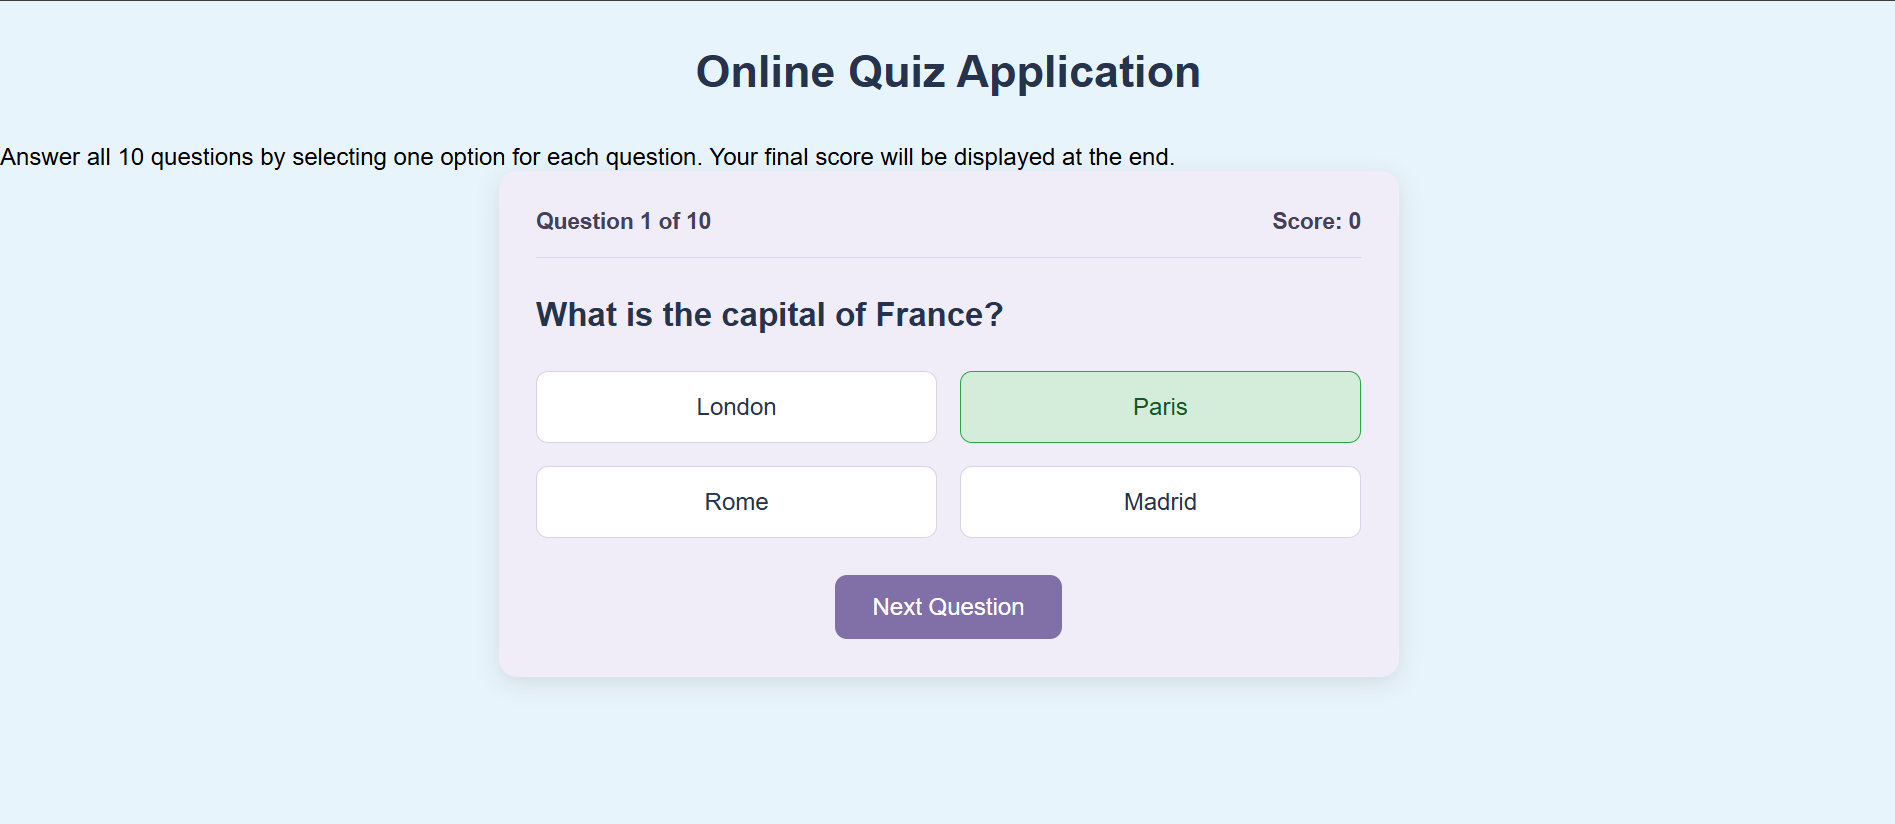 Online Quiz Application
Answer all 10 questions by selecting one option for each question. Your final score will be displayed at the end.
Question 1 of 10
Score: 0
What is the capital of France?
London
Paris
Rome
Madrid
Next Question